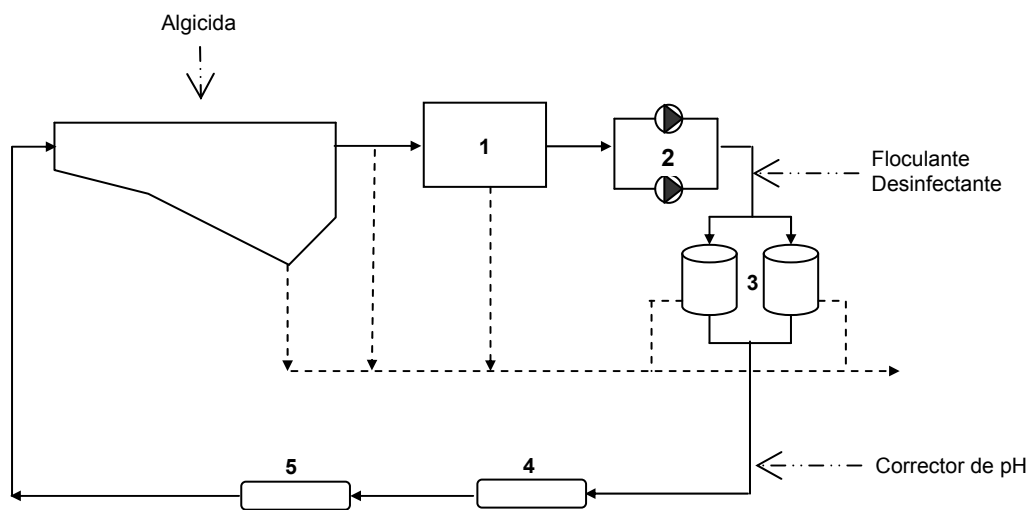 Algicida
1
2
Floculante
Desinfectante
3
5
4
Corrector de pH